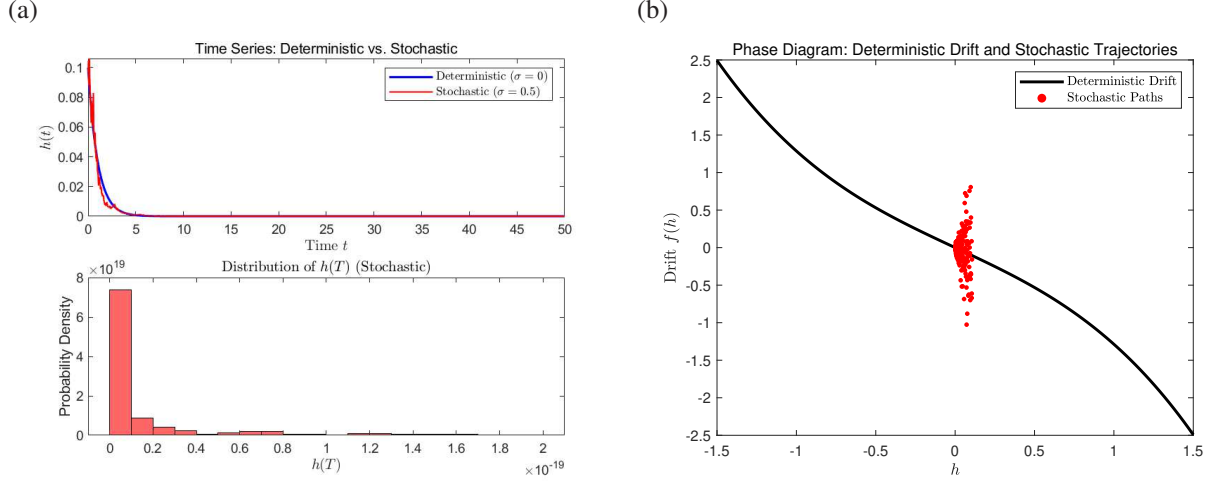 (a)
Time Series: Deterministic vs. Stochastic
0.1
0.08
0.06
0.04
0.02
0
h(t)
Deterministic (σ = 0)
Stochastic (σ = 0.5)
0 5 10 15 20 25 30 35 40 45 50
Time t
×10^19
Distribution of h(T) (Stochastic)
8
6
4
2
0
Probability Density
0 0.2 0.4 0.6 0.8 1 1.2 1.4 1.6 1.8 2
h(T)
×10^-19
(b)
Phase Diagram: Deterministic Drift and Stochastic Trajectories
2.5
2
1.5
1
0.5
0
-0.5
-1
-1.5
-2
-2.5
Drift f(h)
Deterministic Drift
Stochastic Paths
-1.5 -1 -0.5 0 0.5 1 1.5
h